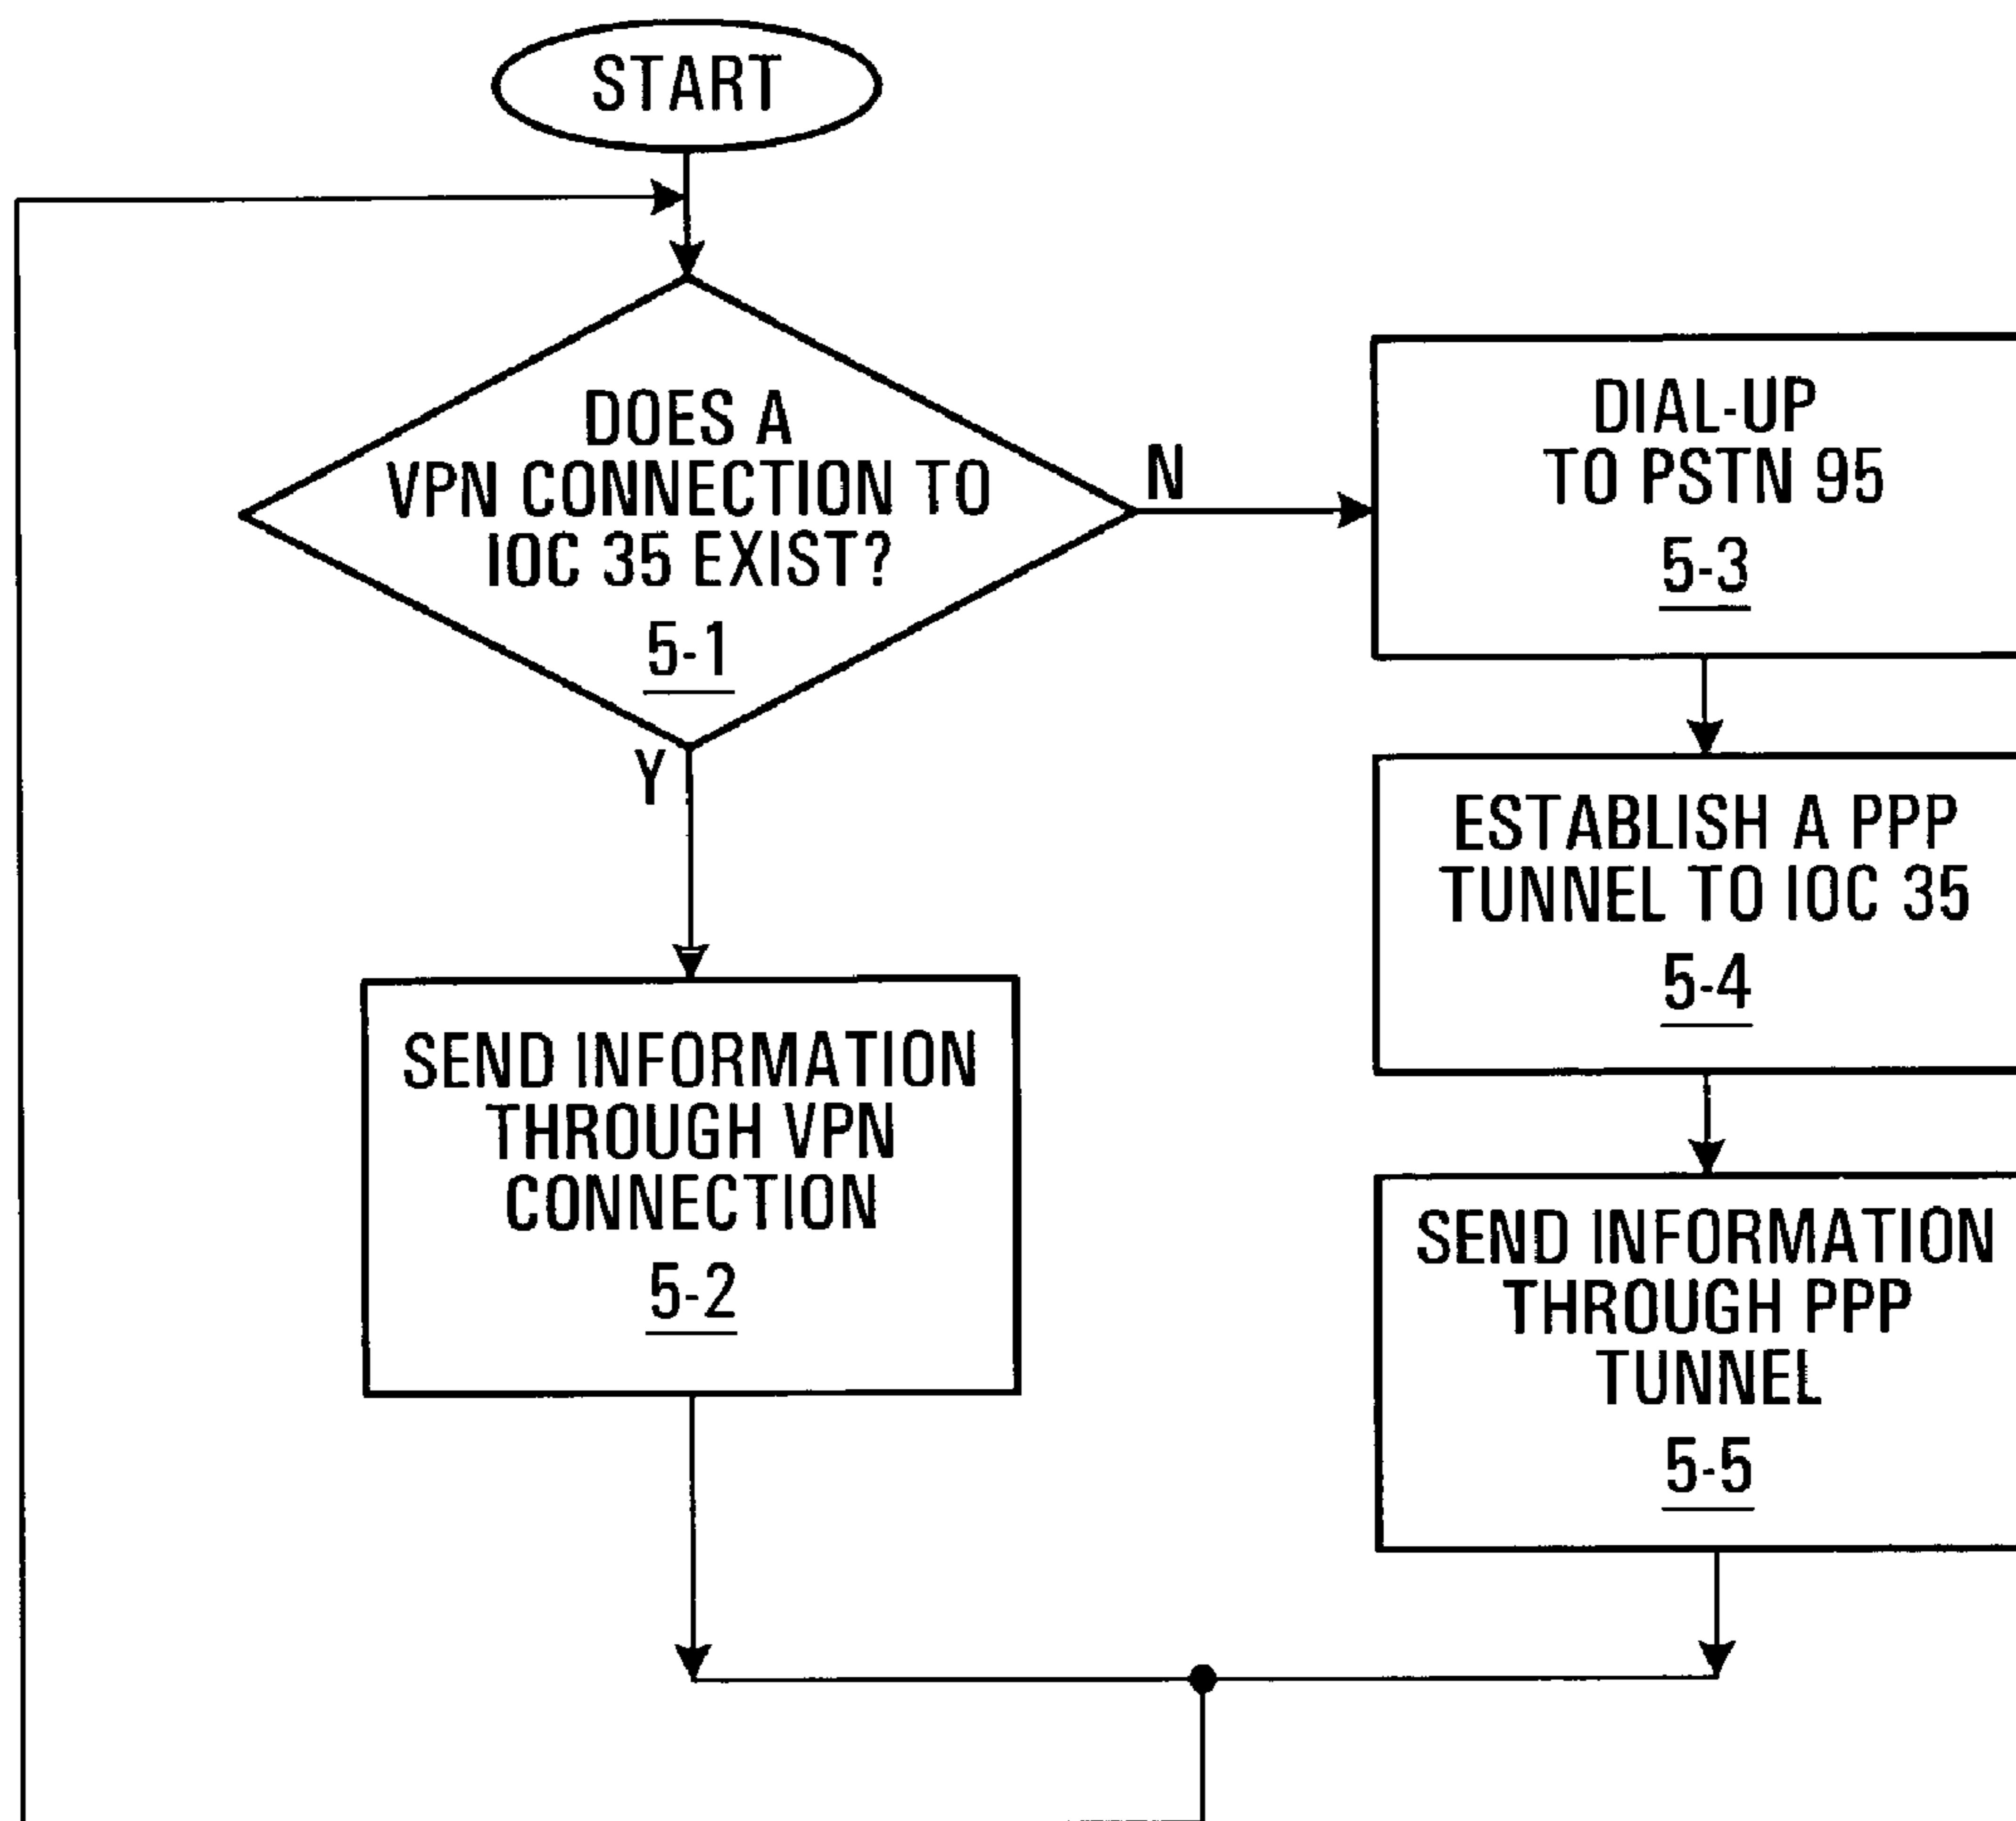 START
DOES A
VPN CONNECTION TO
IOC 35 EXIST?
5-1
N
Y
SEND INFORMATION
THROUGH VPN
CONNECTION
5-2
DIAL-UP
TO PSTN 95
5-3
ESTABLISH A PPP
TUNNEL TO IOC 35
5-4
SEND INFORMATION
THROUGH PPP
TUNNEL
5-5